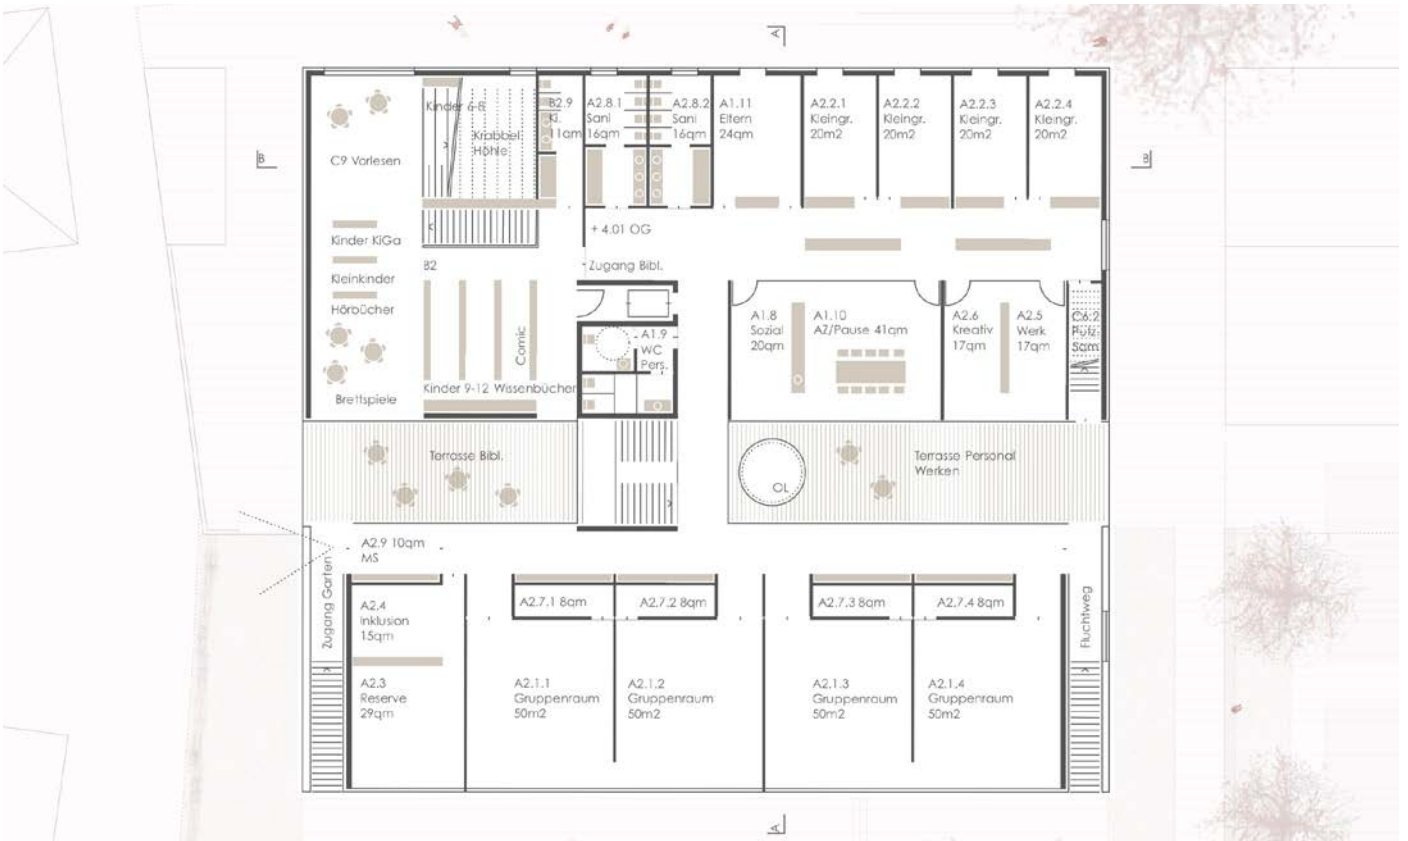 A
Kinder 6-8
Krabbel
Höhle
B2.9
Ki.
11qm
A2.8.1
Sani
16qm
A2.8.2
Sani
16qm
A1.11
Eltern
24qm
A2.2.1
Kleingr.
20m2
A2.2.2
Kleingr.
20m2
A2.2.3
Kleingr.
20m2
A2.2.4
Kleingr.
20m2
B
C9 Vorlesen
B
+ 4.01 OG
Kinder KiGa
B2
Zugang Bibl.
Kleinkinder
Hörbücher
Comic
A1.9
WC
Pers.
A1.8
Sozial
20qm
A1.10
AZ/Pause 41qm
A2.6
Kreativ
17qm
A2.5
Werk
17qm
C6.2
Putz
5qm
Kinder 9-12 Wissenbücher
Brettspiele
Terrasse Bibl.
OL
Terrasse Personal
Werken
A2.9 10qm
MS
Zugang Garten
A2.4
Inklusion
15qm
A2.7.1 8qm
A2.7.2 8qm
A2.7.3 8qm
A2.7.4 8qm
Fluchtweg
A2.3
Reserve
29qm
A2.1.1
Gruppenraum
50m2
A2.1.2
Gruppenraum
50m2
A2.1.3
Gruppenraum
50m2
A2.1.4
Gruppenraum
50m2
A